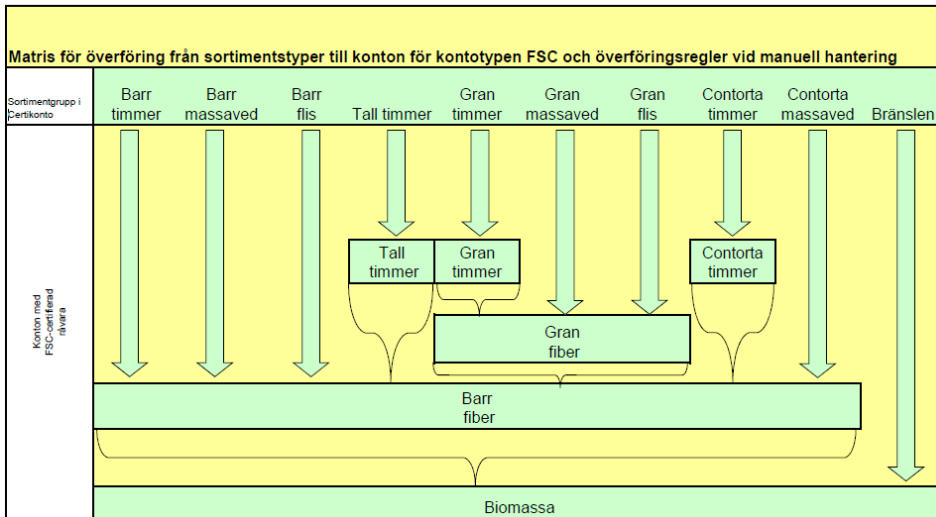 Matris för överföring från sortimentstyper till konton för kontotypen FSC och överföringsregler vid manuell hantering
Sortimentgrupp i
Certikonto
Barr
timmer
Barr
massaved
Barr
flis
Tall timmer
Gran
timmer
Gran
massaved
Gran
flis
Contorta
timmer
Contorta
massaved
Bränslen
Konton med
FSC-certifierad
råvara
Tall
timmer
Gran
timmer
Contorta
timmer
Gran
fiber
Barr
fiber
Biomassa